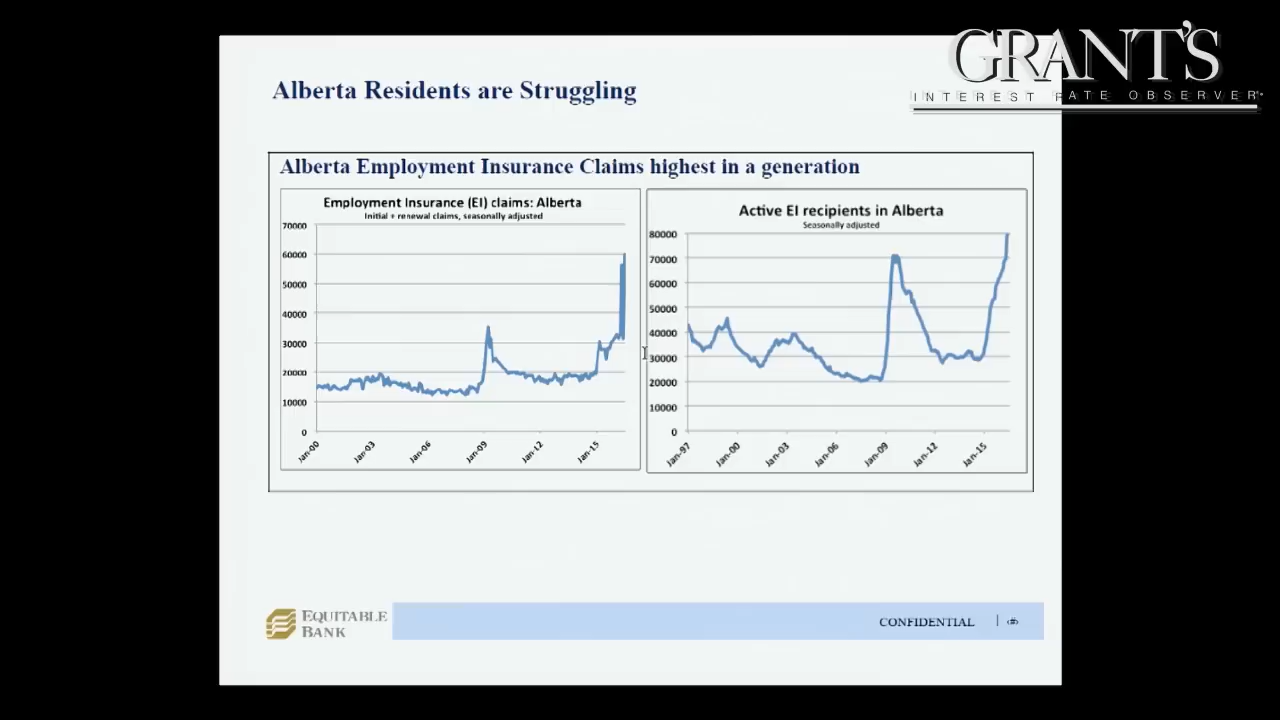 GRANT'S
INTEREST RATE OBSERVER
Alberta Residents are Struggling
Alberta Employment Insurance Claims highest in a generation
Employment Insurance (EI) claims: Alberta
Initial + renewal claims, seasonally adjusted
70000
60000
50000
40000
30000
20000
10000
0
Jan-00
Jan-03
Jan-06
Jan-09
Jan-12
Jan-15
Active EI recipients in Alberta
Seasonally adjusted
80000
70000
60000
50000
40000
30000
20000
10000
0
Jan-97
Jan-00
Jan-03
Jan-06
Jan-09
Jan-12
Jan-15
EQUITABLE
BANK
CONFIDENTIAL |